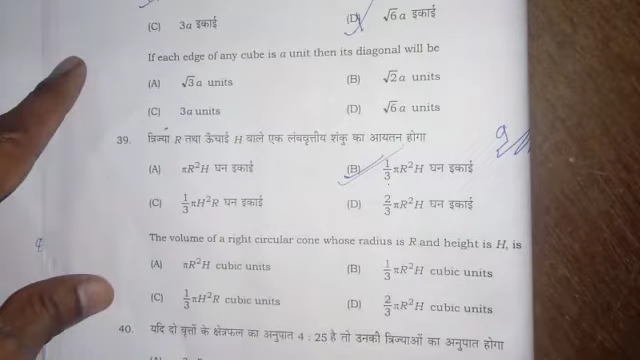 (C) 3a इकाई (D) √6 a इकाई
If each edge of any cube is a unit then its diagonal will be
(A) √3 a units (B) √2 a units
(C) 3a units (D) √6 a units
39. त्रिज्या R तथा ऊँचाई H वाले एक लंबवृत्तीय शंकु का आयतन होगा
(A) πR²H घन इकाई (B) 1/3 πR²H घन इकाई
(C) 1/3 πH²R घन इकाई (D) 2/3 πR²H घन इकाई
The volume of a right circular cone whose radius is R and height is H, is
(A) πR²H cubic units (B) 1/3 πR²H cubic units
(C) 1/3 πH²R cubic units (D) 2/3 πR²H cubic units
40. यदि दो वृत्तों के क्षेत्रफल का अनुपात 4 : 25 है तो उनकी त्रिज्याओं का अनुपात होगा